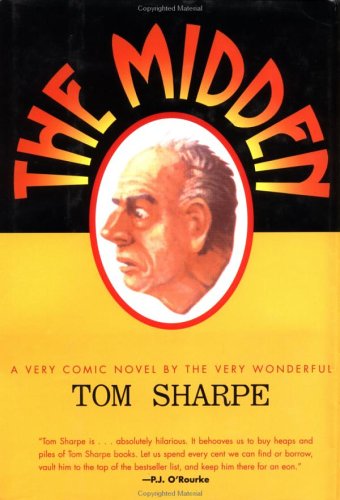 THE MIDDEN
A VERY COMIC NOVEL BY THE VERY WONDERFUL
TOM SHARPE
"Tom Sharpe is . . . absolutely hilarious. It behooves us to buy heaps and
piles of Tom Sharpe books. Let us spend every cent we can find or borrow,
vault him to the top of the bestseller list, and keep him there for an eon."
—P.J. O'Rourke